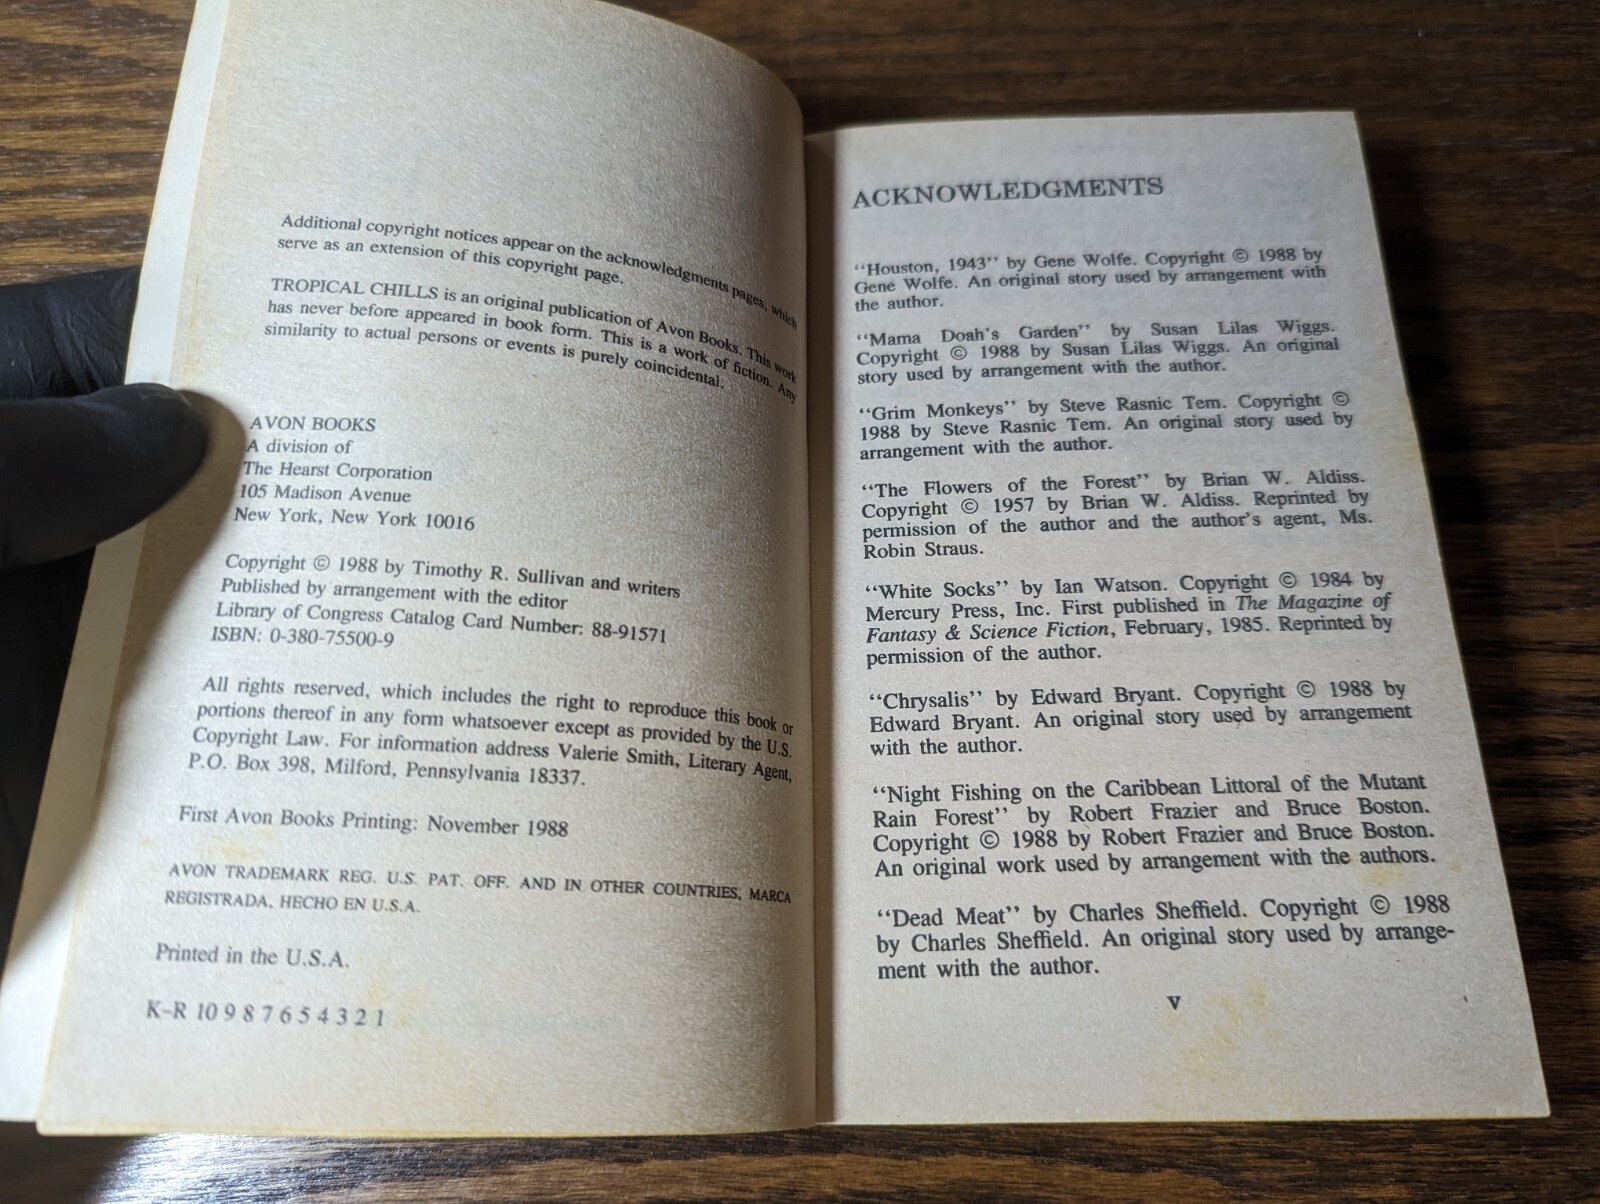 Additional copyright notices appear on the acknowledgments pages, which
serve as an extension of this copyright page.
TROPICAL CHILLS is an original publication of Avon Books. This work
has never before appeared in book form. This is a work of fiction. Any
similarity to actual persons or events is purely coincidental.
AVON BOOKS
A division of
The Hearst Corporation
105 Madison Avenue
New York, New York 10016
Copyright © 1988 by Timothy R. Sullivan and writers
Published by arrangement with the editor
Library of Congress Catalog Card Number: 88-91571
ISBN: 0-380-75500-9
All rights reserved, which includes the right to reproduce this book or
portions thereof in any form whatsoever except as provided by the U.S.
Copyright Law. For information address Valerie Smith, Literary Agent,
P.O. Box 398, Milford, Pennsylvania 18337.
First Avon Books Printing: November 1988
AVON TRADEMARK REG. U.S. PAT. OFF. AND IN OTHER COUNTRIES, MARCA
REGISTRADA, HECHO EN U.S.A.
Printed in the U.S.A.
K–R 10 9 8 7 6 5 4 3 2 1
ACKNOWLEDGMENTS
“Houston, 1943” by Gene Wolfe. Copyright © 1988 by
Gene Wolfe. An original story used by arrangement with
the author.
“Mama Doah's Garden” by Susan Lilas Wiggs.
Copyright © 1988 by Susan Lilas Wiggs. An original
story used by arrangement with the author.
“Grim Monkeys” by Steve Rasnic Tem. Copyright ©
1988 by Steve Rasnic Tem. An original story used by
arrangement with the author.
“The Flowers of the Forest” by Brian W. Aldiss.
Copyright © 1957 by Brian W. Aldiss. Reprinted by
permission of the author and the author's agent, Ms.
Robin Straus.
“White Socks” by Ian Watson. Copyright © 1984 by
Mercury Press, Inc. First published in The Magazine of
Fantasy & Science Fiction, February, 1985. Reprinted by
permission of the author.
“Chrysalis” by Edward Bryant. Copyright © 1988 by
Edward Bryant. An original story used by arrangement
with the author.
“Night Fishing on the Caribbean Littoral of the Mutant
Rain Forest” by Robert Frazier and Bruce Boston.
Copyright © 1988 by Robert Frazier and Bruce Boston.
An original work used by arrangement with the authors.
“Dead Meat” by Charles Sheffield. Copyright © 1988
by Charles Sheffield. An original story used by arrange-
ment with the author.
v